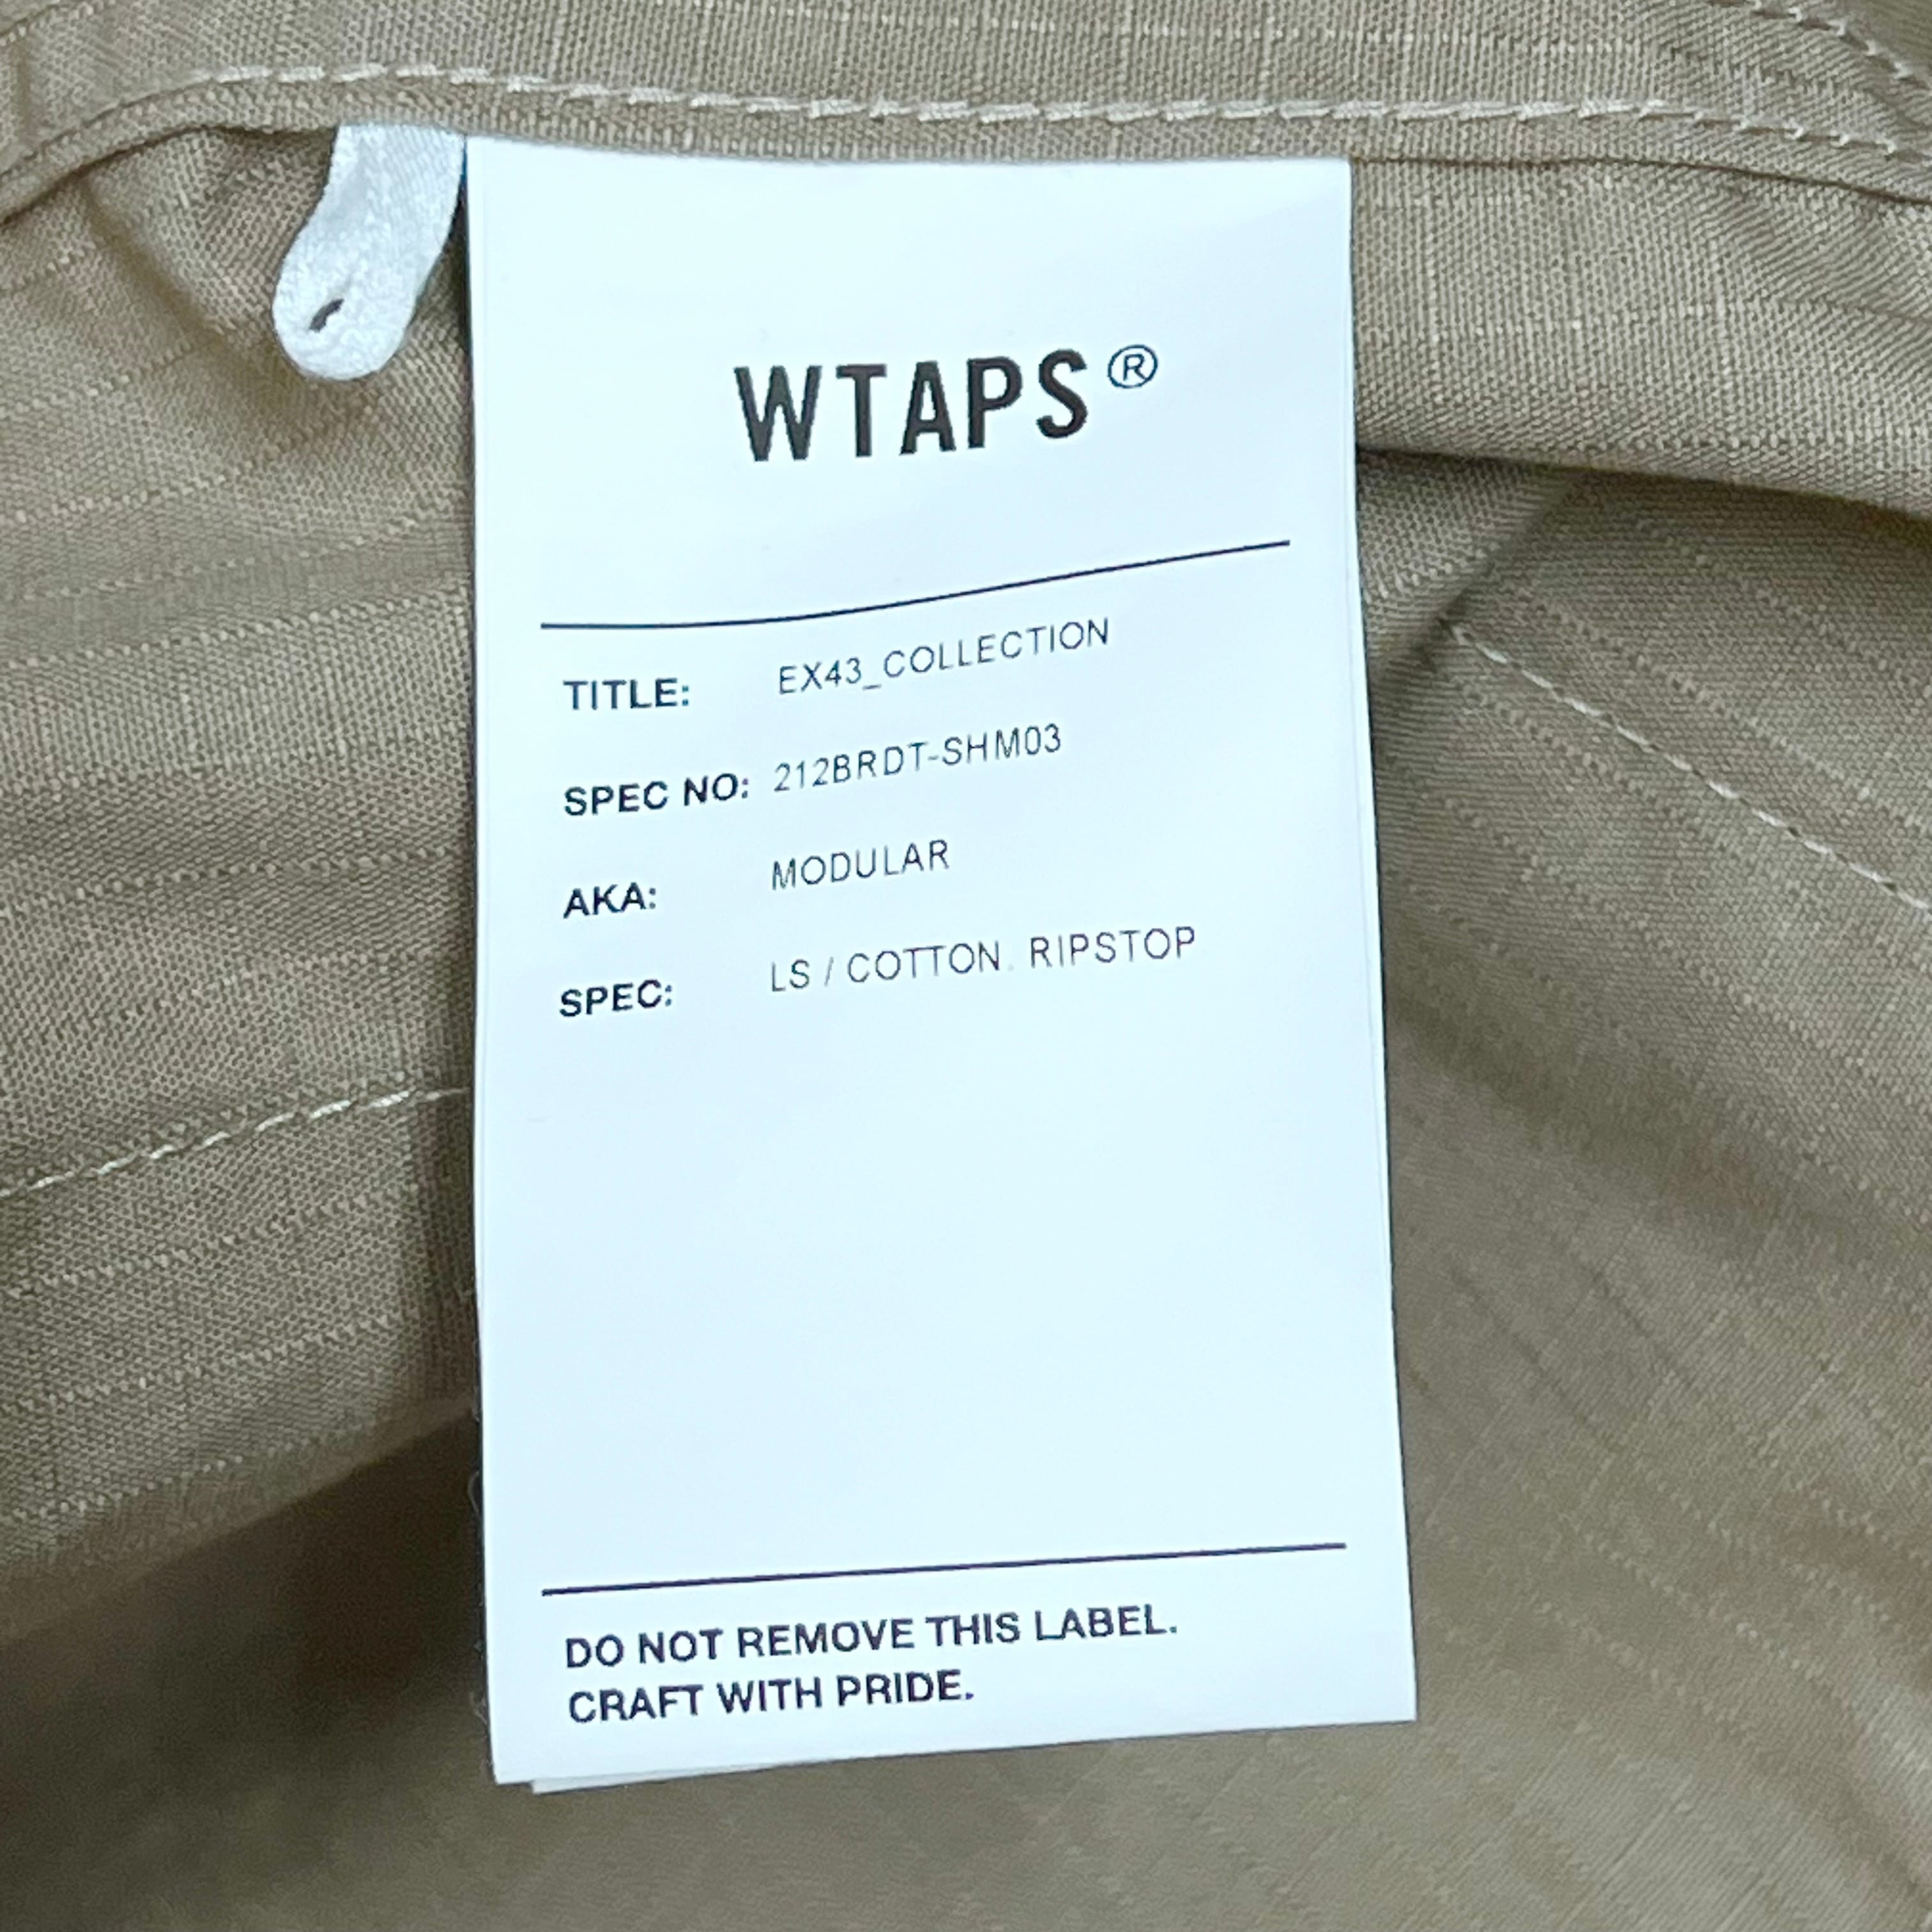 WTAPS®
TITLE: EX43_COLLECTION
SPEC NO: 212BRDT-SHM03
AKA: MODULAR
SPEC: LS / COTTON. RIPSTOP
DO NOT REMOVE THIS LABEL.
CRAFT WITH PRIDE.